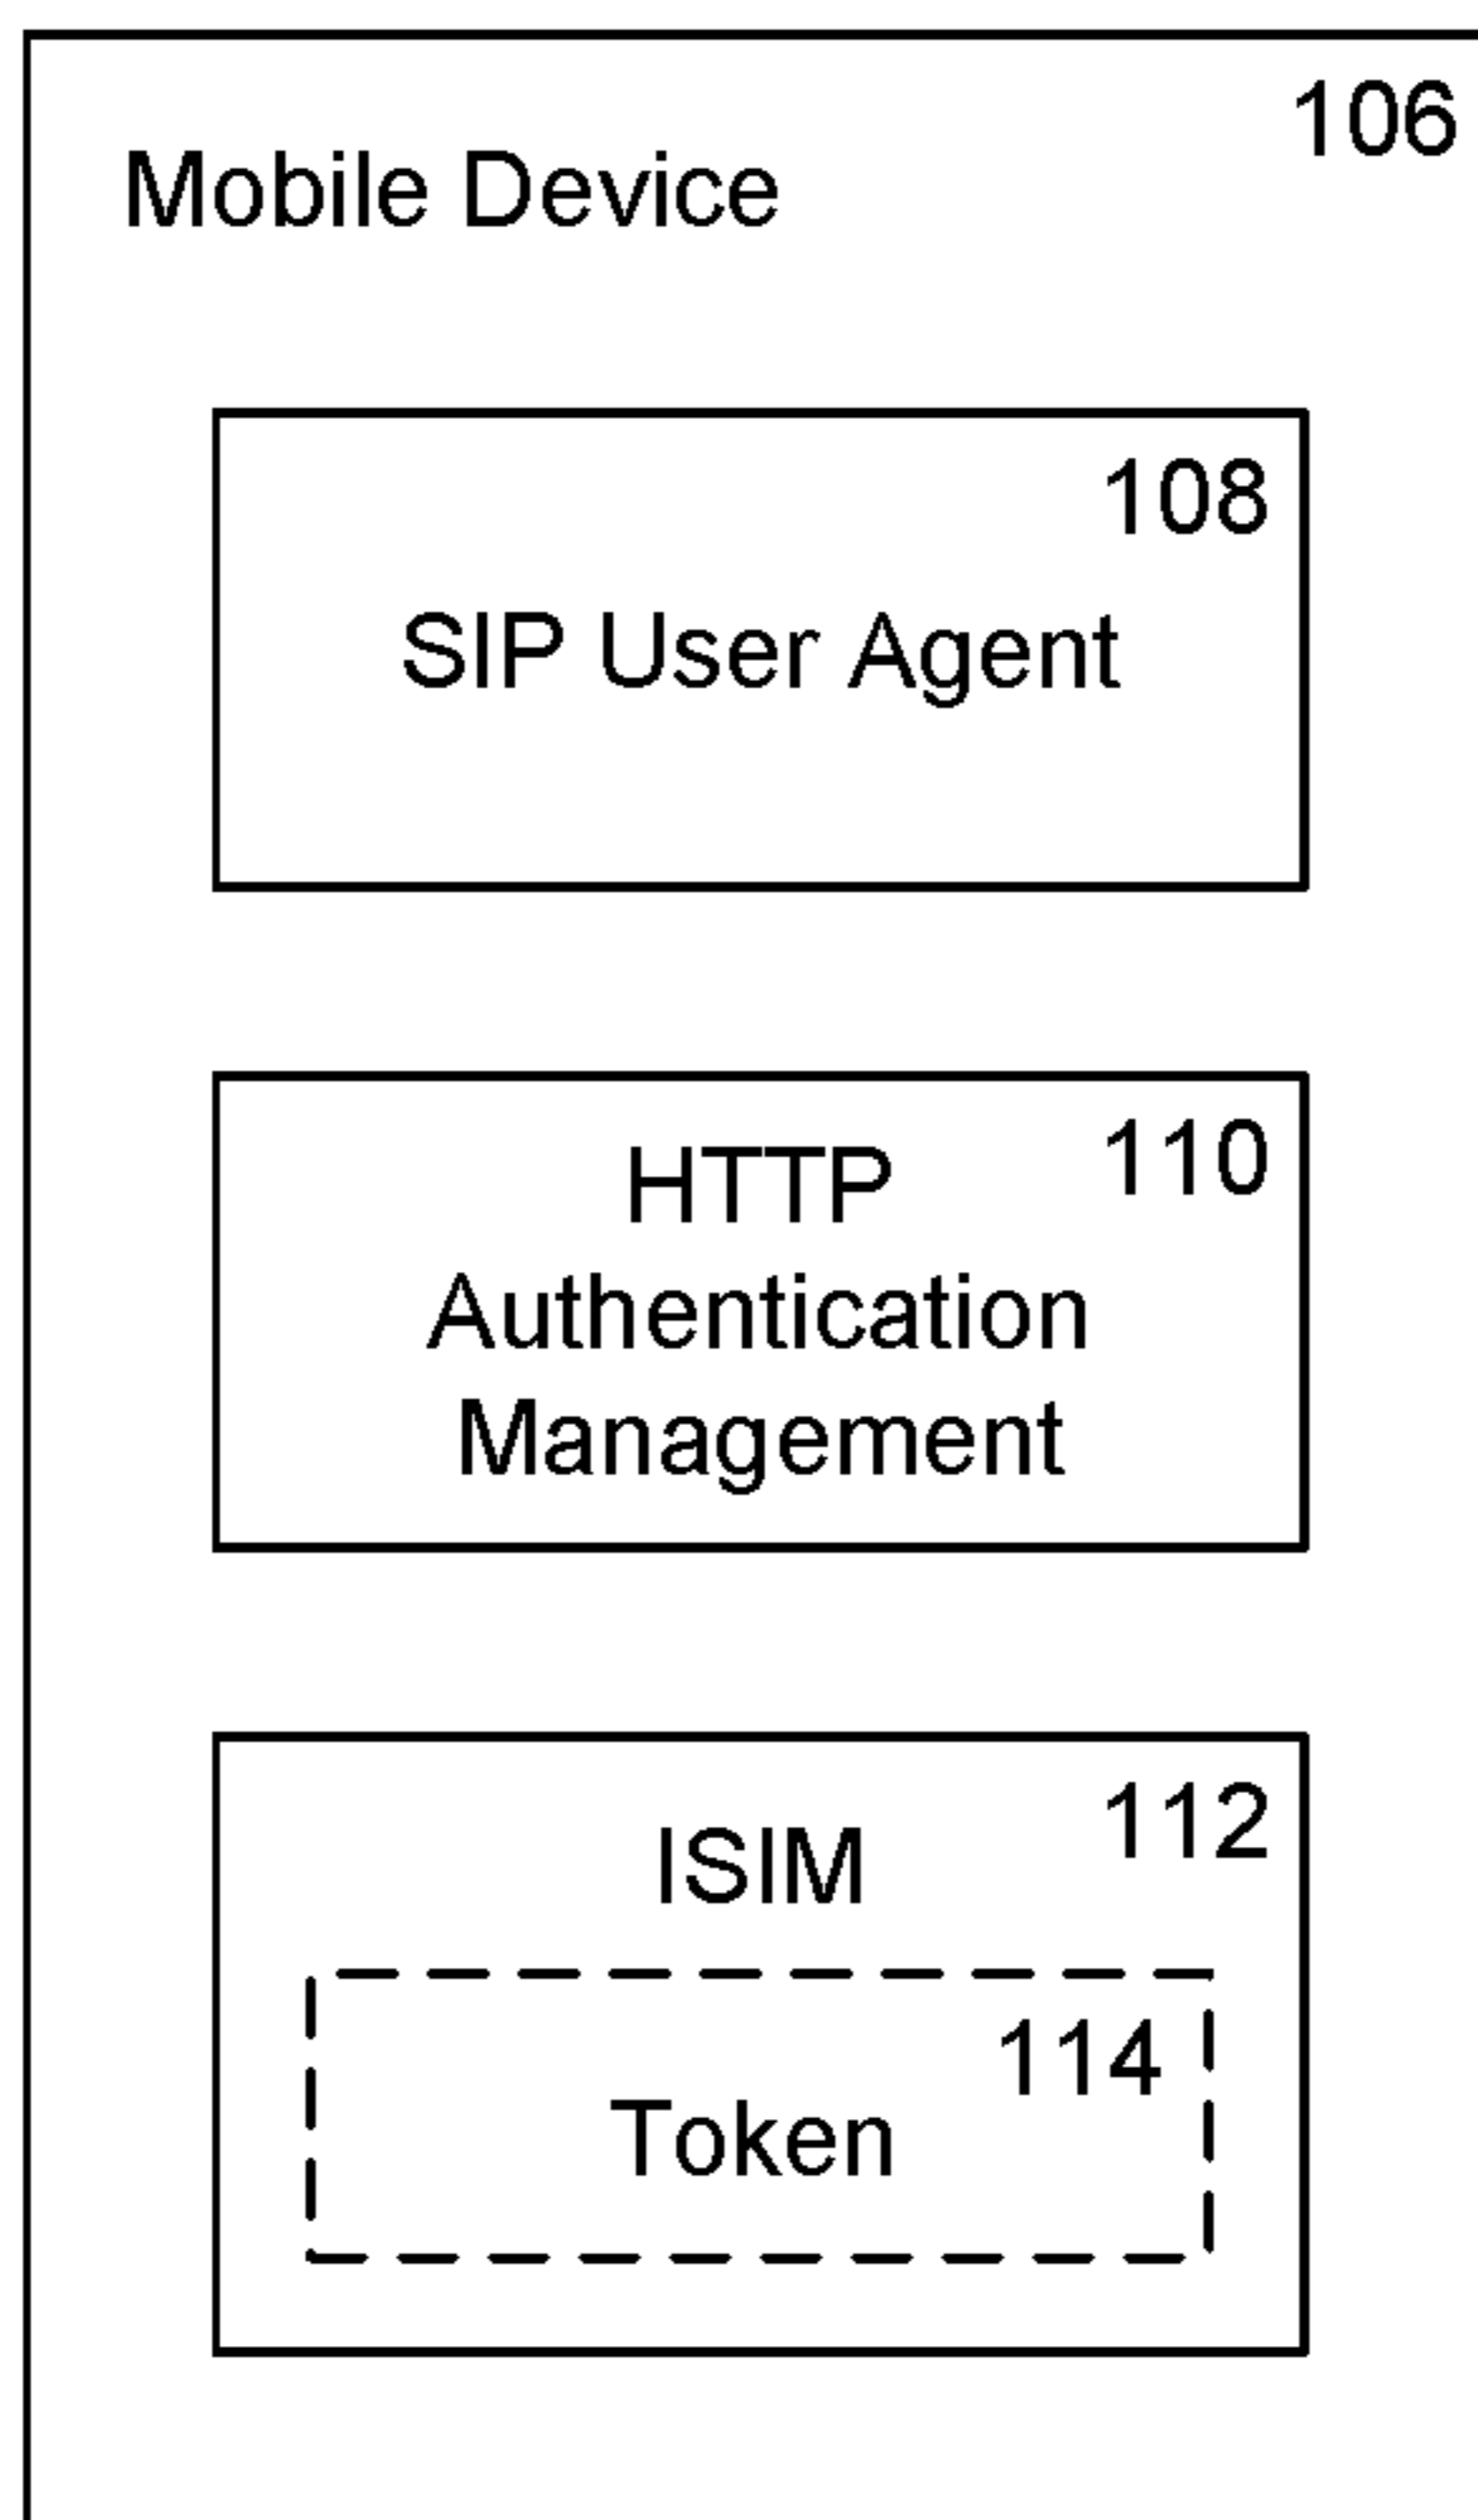 106
Mobile Device
108
SIP User Agent
110
HTTP
Authentication
Management
112
ISIM
114
Token